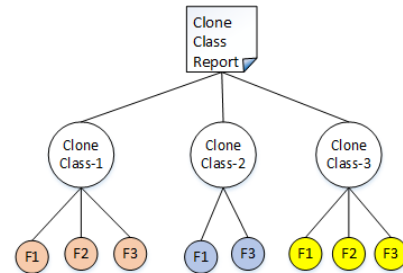 Clone
Class
Report
Clone
Class-1
Clone
Class-2
Clone
Class-3
F1
F2
F3
F1
F3
F1
F2
F3